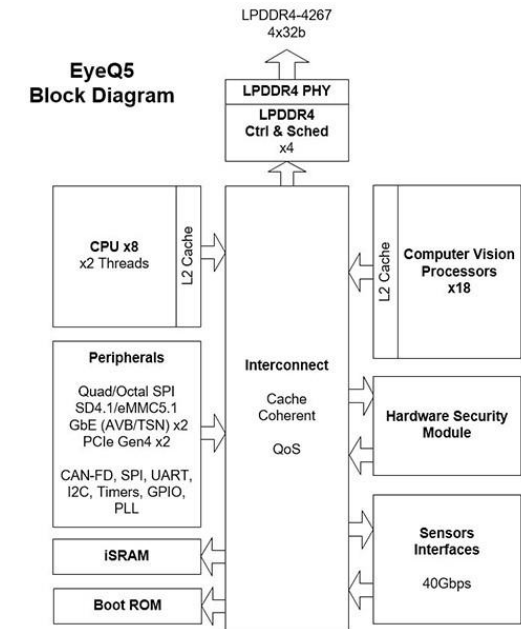 LPDDR4-4267
4x32b
EyeQ5
Block Diagram
LPDDR4 PHY
LPDDR4
Ctrl & Sched
x4
CPU x8
x2 Threads
L2 Cache
L2 Cache
Computer Vision
Processors
x18
Peripherals
Quad/Octal SPI
SD4.1/eMMC5.1
GbE (AVB/TSN) x2
PCIe Gen4 x2
CAN-FD, SPI, UART,
I2C, Timers, GPIO,
PLL
Interconnect
Cache
Coherent
QoS
Hardware Security
Module
Sensors
Interfaces
40Gbps
iSRAM
Boot ROM